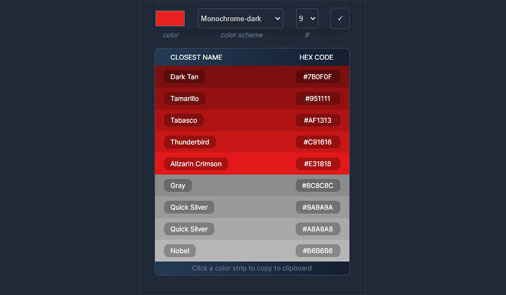 Monochrome-dark 9 ✓
color color scheme #
CLOSEST NAME HEX CODE
Dark Tan #7B0F0F
Tamarillo #951111
Tabasco #AF1313
Thunderbird #C91616
Alizarin Crimson #E31818
Gray #8C8C8C
Quick Silver #9A9A9A
Quick Silver #A8A8A8
Nobel #B6B6B6
Click a color strip to copy to clipboard